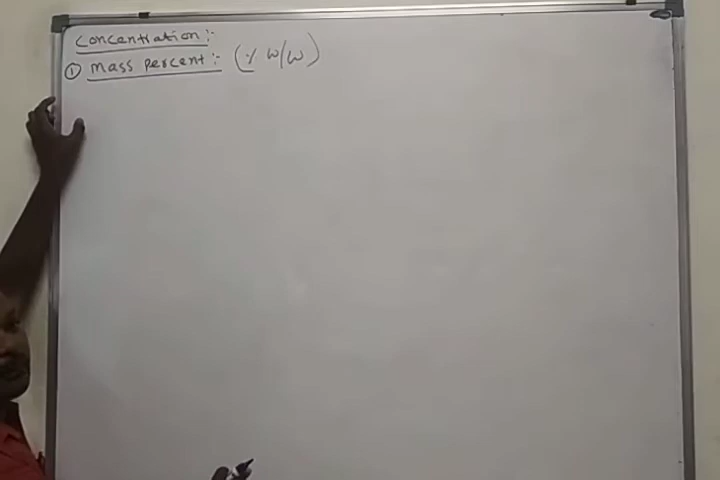 Concentration:-
① Mass percent:- (% W/W)